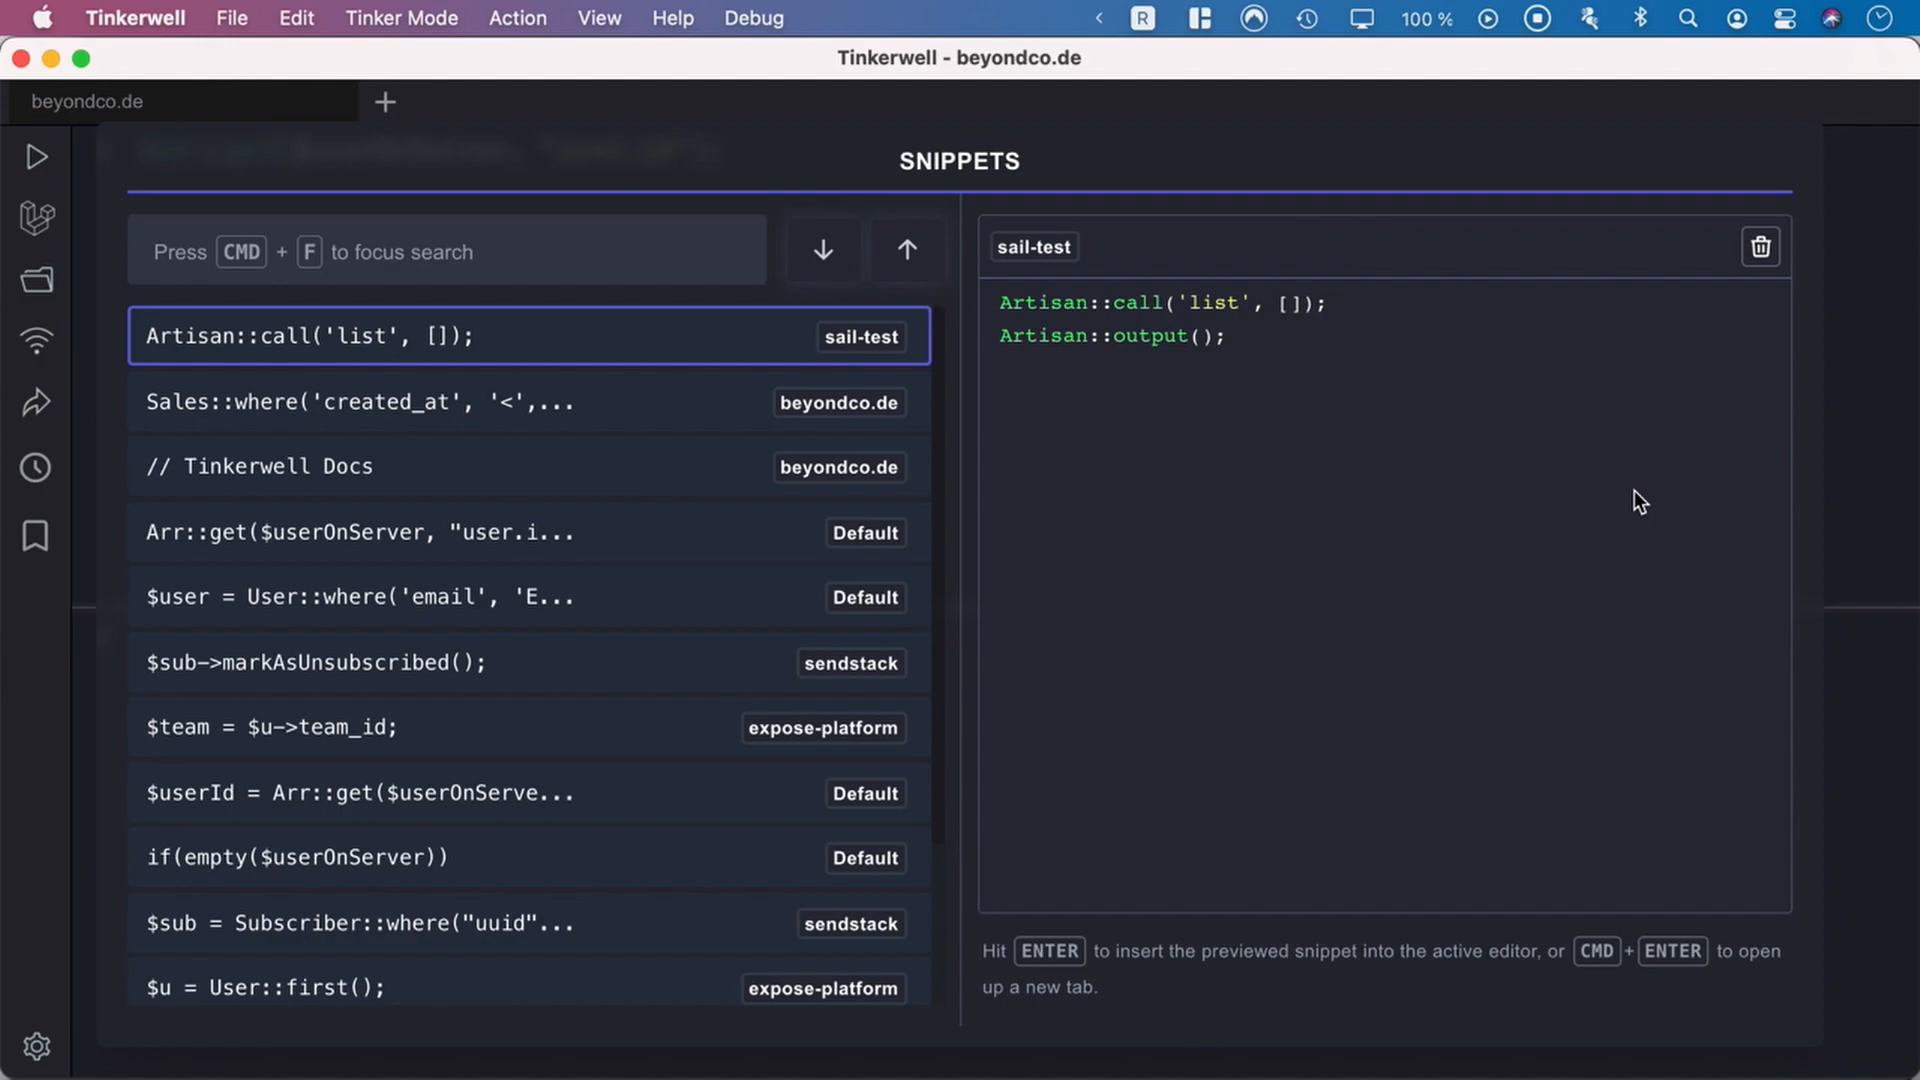 Tinkerwell File Edit Tinker Mode Action View Help Debug
R 100 %
Tinkerwell - beyondco.de
beyondco.de
SNIPPETS
Press CMD + F to focus search
Artisan::call('list', []); sail-test
Sales::where('created_at', '<',... beyondco.de
// Tinkerwell Docs beyondco.de
Arr::get($userOnServer, "user.i... Default
$user = User::where('email', 'E... Default
$sub->markAsUnsubscribed(); sendstack
$team = $u->team_id; expose-platform
$userId = Arr::get($userOnServe... Default
if(empty($userOnServer)) Default
$sub = Subscriber::where("uuid"... sendstack
$u = User::first(); expose-platform
sail-test
Artisan::call('list', []);
Artisan::output();
Hit ENTER to insert the previewed snippet into the active editor, or CMD + ENTER to open
up a new tab.